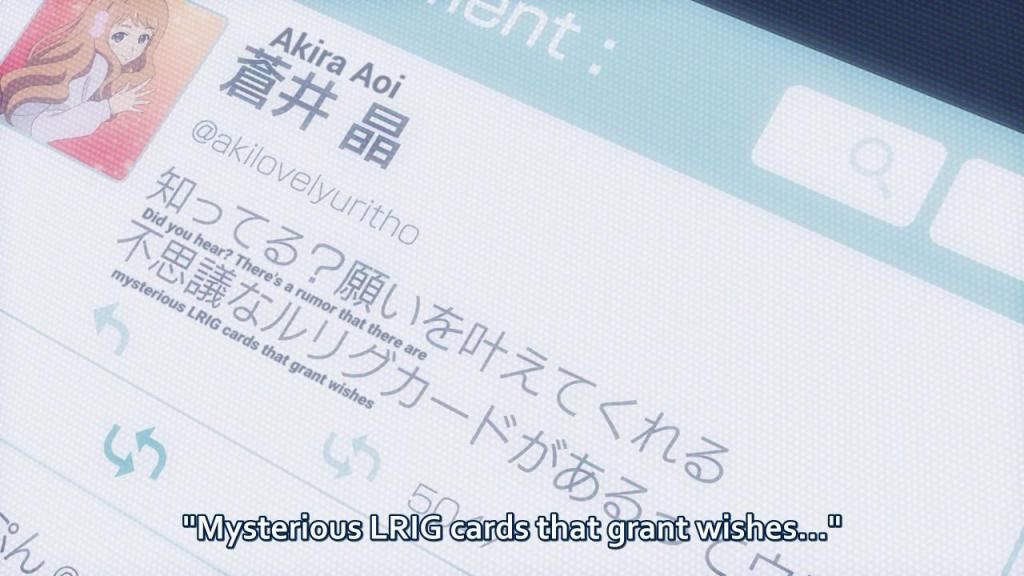 ment :
Akira Aoi
蒼井 晶
@akilovelyuritho
知ってる？願いを叶えてくれる
Did you hear? There's a rumor that there are
不思議なルリグカードがあるって
mysterious LRIG cards that grant wishes
"Mysterious LRIG cards that grant wishes..."